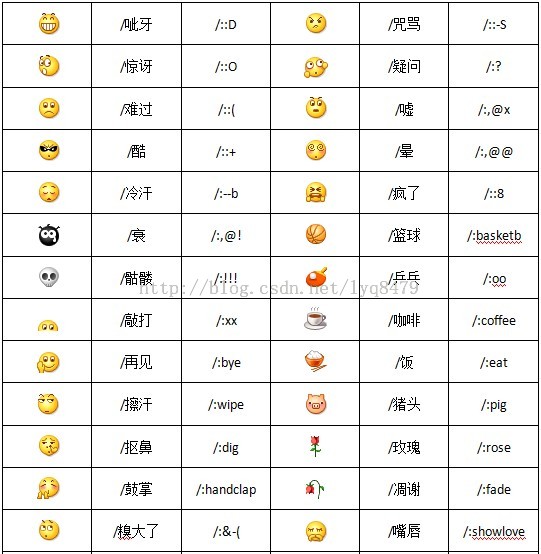 /呲牙 /::D /咒骂 /::-S
/惊讶 /::O /疑问 /:?
/难过 /::( /嘘 /:,@x
/酷 /::+ /晕 /:,@@
/冷汗 /:--b /疯了 /::8
/衰 /:,@! /篮球 /:basketb
/骷髅 /:!!! /乒乓 /:oo
http://blog.csdn.net/lyq8479
/敲打 /:xx /咖啡 /:coffee
/再见 /:bye /饭 /:eat
/擦汗 /:wipe /猪头 /:pig
/抠鼻 /:dig /玫瑰 /:rose
/鼓掌 /:handclap /凋谢 /:fade
/糗大了 /:&-( /嘴唇 /:showlove